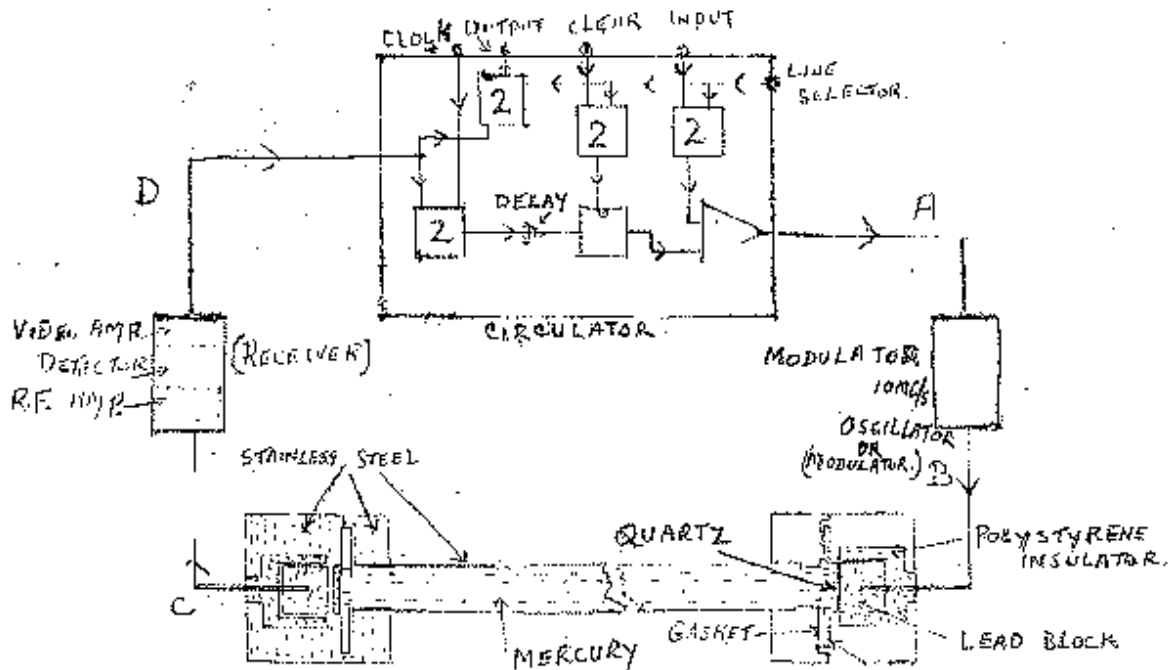 CLOCK OUTPUT CLEAR INPUT
LINE
SELECTOR.
2
2
2
D
DELAY
2
A
CIRCULATOR
VIDEO AMP.
DETECTOR
R.F. AMP.
(RECEIVER)
MODULATOR
10MC/S
OSCILLATOR
OR
(MODULATOR.)
B
STAINLESS STEEL
QUARTZ
POLYSTYRENE
INSULATOR.
C
GASKET
LEAD BLOCK
MERCURY